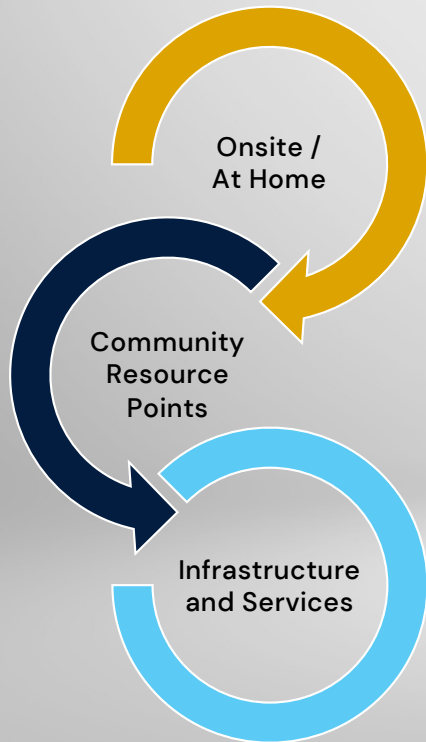 Onsite /
At Home
Community
Resource
Points
Infrastructure
and Services